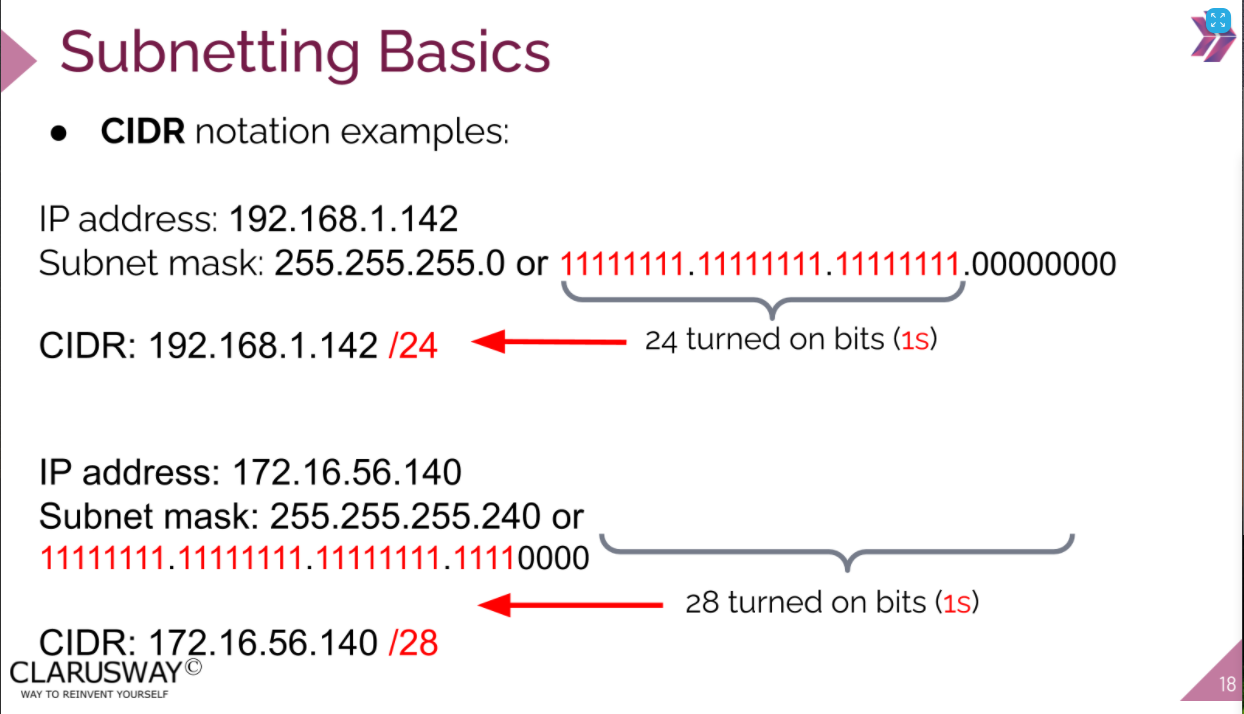 Subnetting Basics
● CIDR notation examples:
IP address: 192.168.1.142
Subnet mask: 255.255.255.0 or 11111111.11111111.11111111.00000000
CIDR: 192.168.1.142 /24
24 turned on bits (1s)
IP address: 172.16.56.140
Subnet mask: 255.255.255.240 or
11111111.11111111.11111111.11110000
28 turned on bits (1s)
CIDR: 172.16.56.140 /28
CLARUSWAY©
WAY TO REINVENT YOURSELF
18